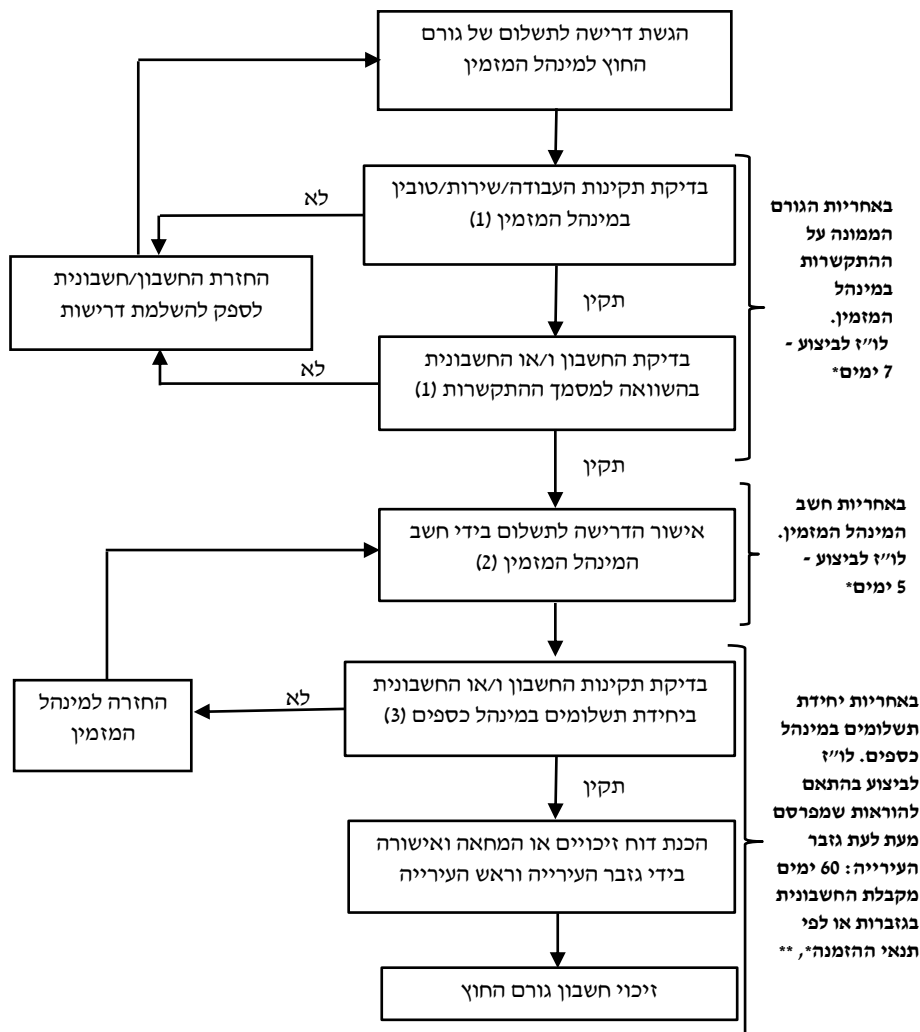 הגשת דרישה לתשלום של גורם
החוץ למינהל המזמין
בדיקת תקינות העבודה/שירות/טובין
במינהל המזמין (1)
לא
תקין
החזרת החשבון/חשבונית
לספק להשלמת דרישות
בדיקת החשבון ו/או החשבונית
בהשוואה למסמך ההתקשרות (1)
לא
תקין
באחריות הגורם
הממונה על
ההתקשרות
במינהל
המזמין.
לו"ז לביצוע -
7 ימים*
אישור הדרישה לתשלום בידי חשב
המינהל המזמין (2)
באחריות חשב
המינהל המזמין.
לו"ז לביצוע -
5 ימים*
בדיקת תקינות החשבון ו/או החשבונית
ביחידת תשלומים במינהל כספים (3)
לא
החזרה למינהל
המזמין
תקין
הכנת דוח זיכויים או המחאה ואישורה
בידי גזבר העירייה וראש העירייה
זיכוי חשבון גורם החוץ
באחריות יחידת
תשלומים במינהל
כספים. לו"ז
לביצוע בהתאם
להוראות שמפרסם
מעת לעת גזבר
העירייה: 60 ימים
מקבלת החשבונית
בגזברות או לפי
תנאי ההזמנה*, **